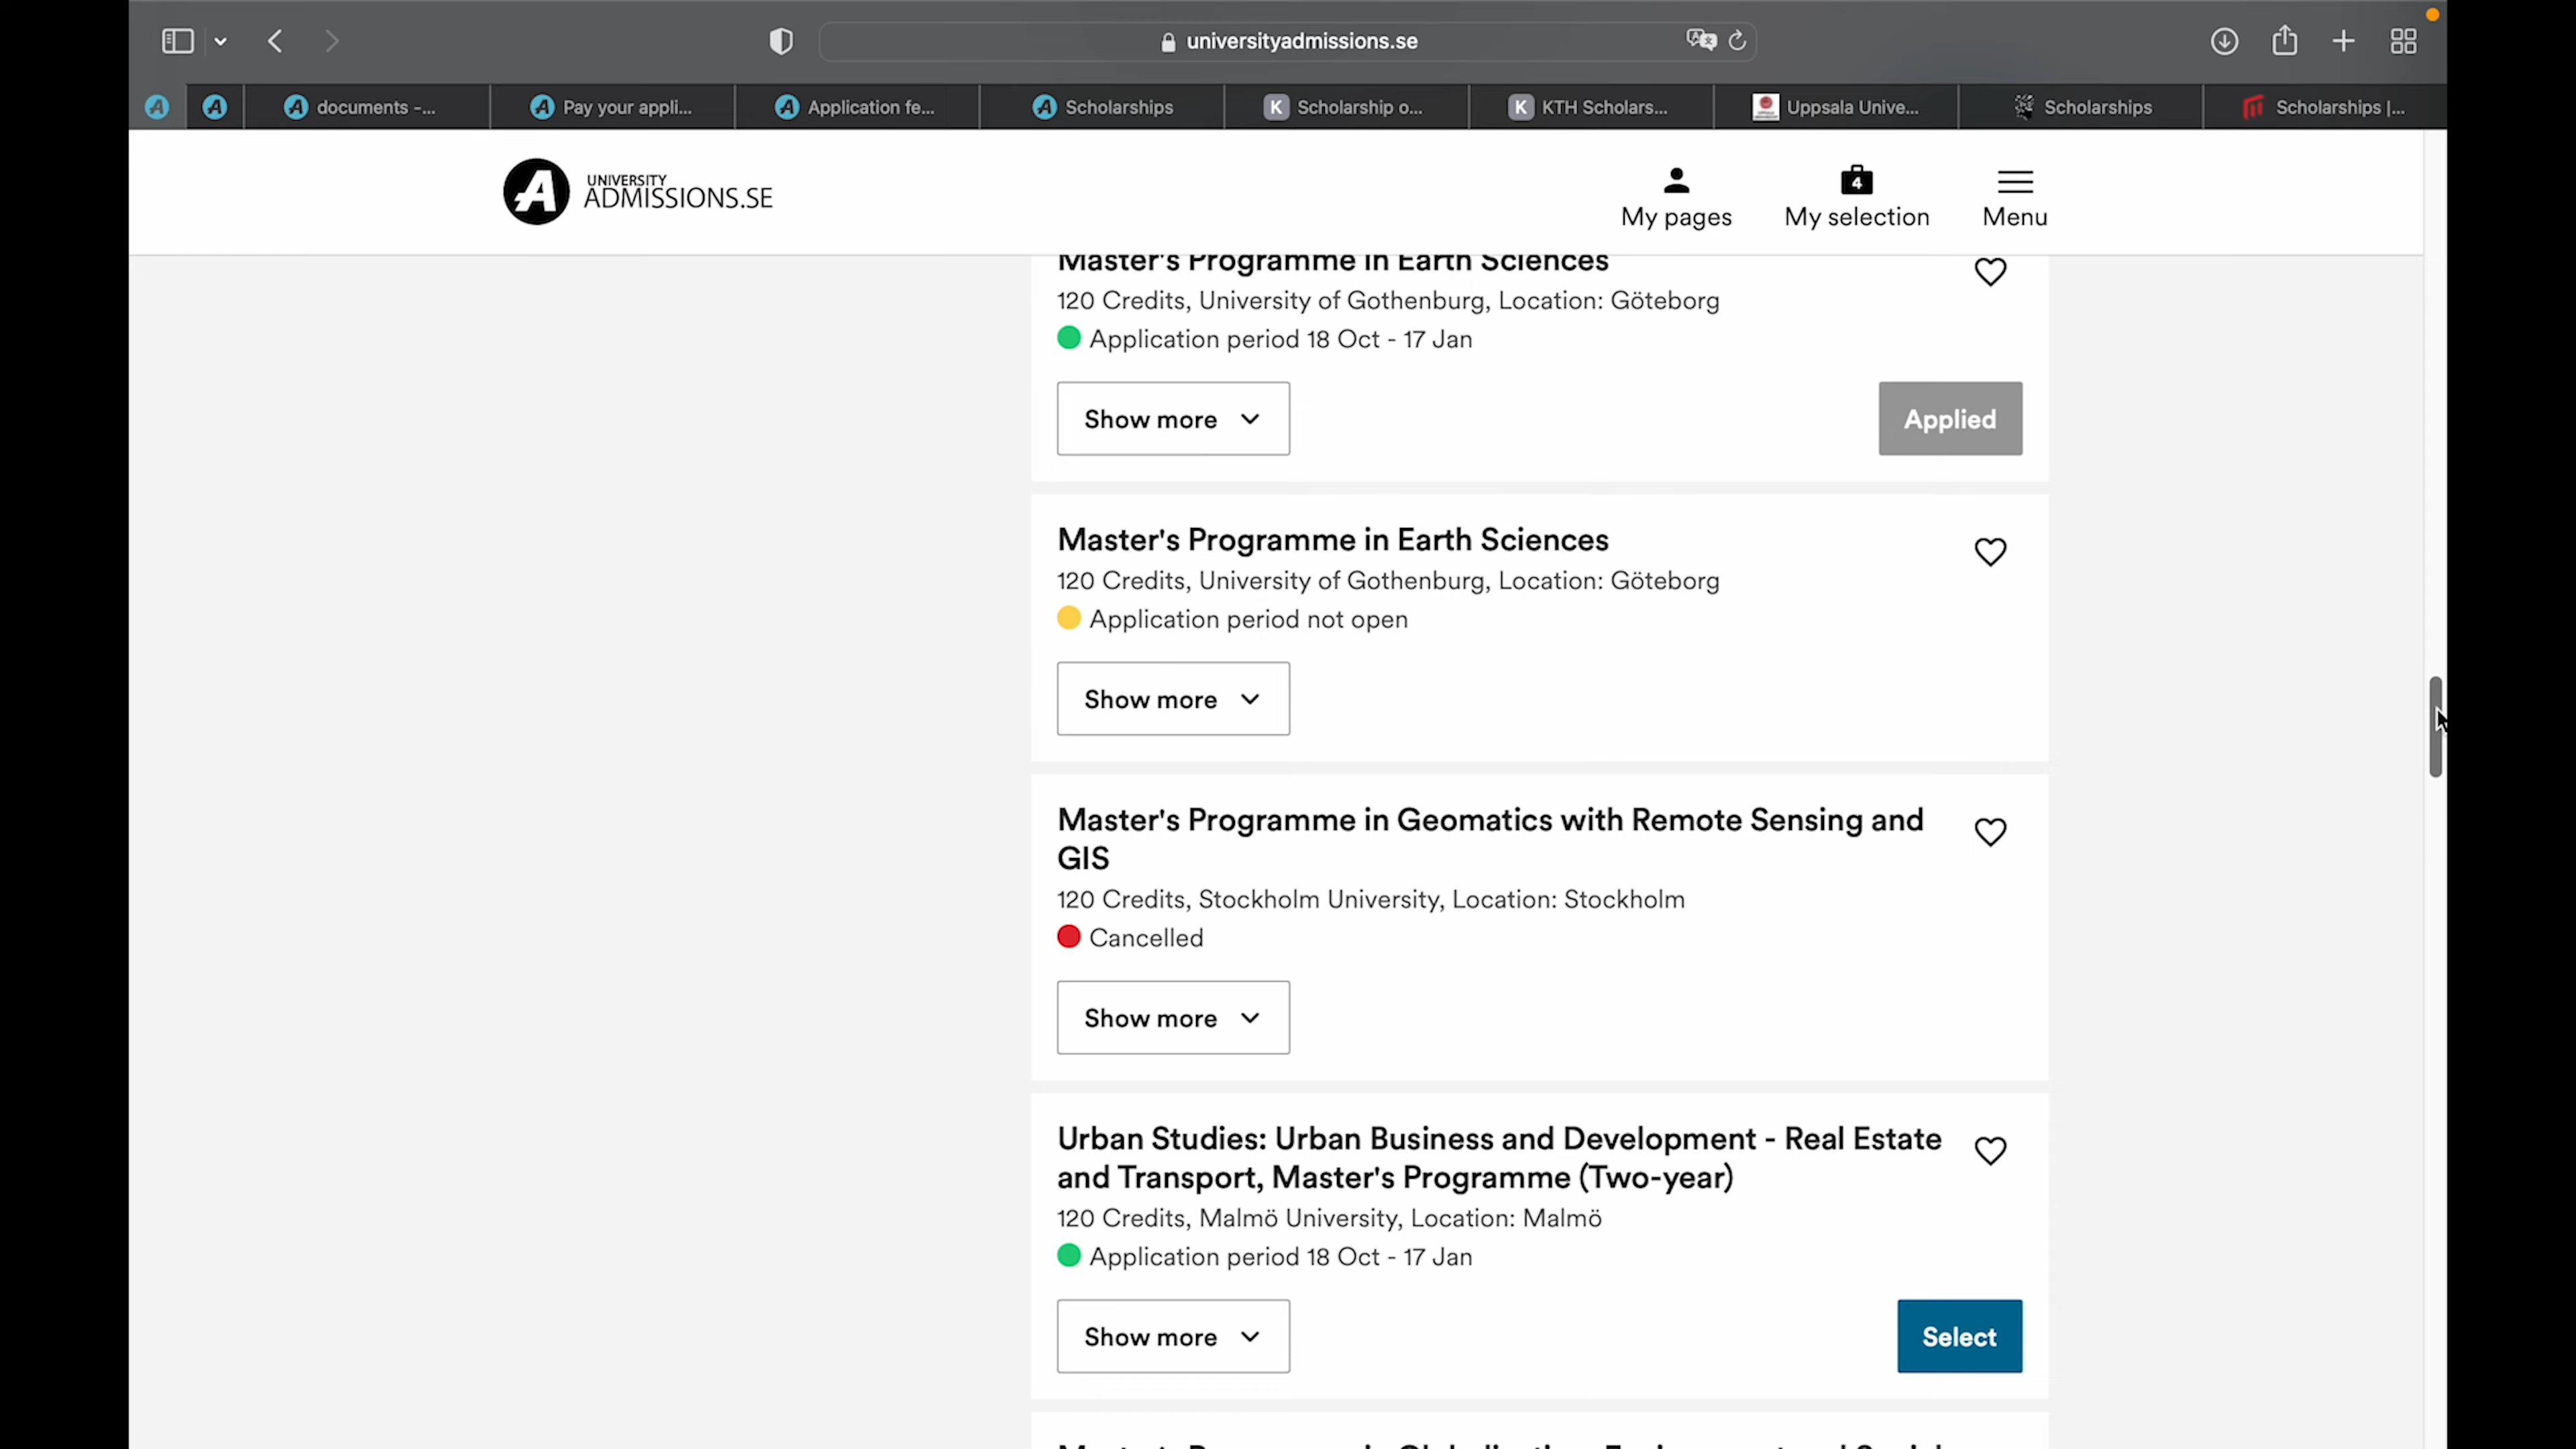 universityadmissions.se
documents -...
Pay your appli...
Application fe...
Scholarships
K Scholarship o...
K KTH Scholars...
Uppsala Unive...
Scholarships
Scholarships |...
UNIVERSITY
ADMISSIONS.SE
4
My pages
My selection
Menu
Master's Programme in Earth Sciences
120 Credits, University of Gothenburg, Location: Göteborg
Application period 18 Oct - 17 Jan
Show more
Applied
Master's Programme in Earth Sciences
120 Credits, University of Gothenburg, Location: Göteborg
Application period not open
Show more
Master's Programme in Geomatics with Remote Sensing and
GIS
120 Credits, Stockholm University, Location: Stockholm
Cancelled
Show more
Urban Studies: Urban Business and Development - Real Estate
and Transport, Master's Programme (Two-year)
120 Credits, Malmö University, Location: Malmö
Application period 18 Oct - 17 Jan
Show more
Select